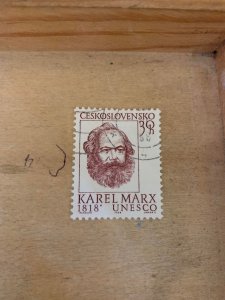 ČESKOSLOVENSKO
30h
KAREL MARX
1818* UNESCO